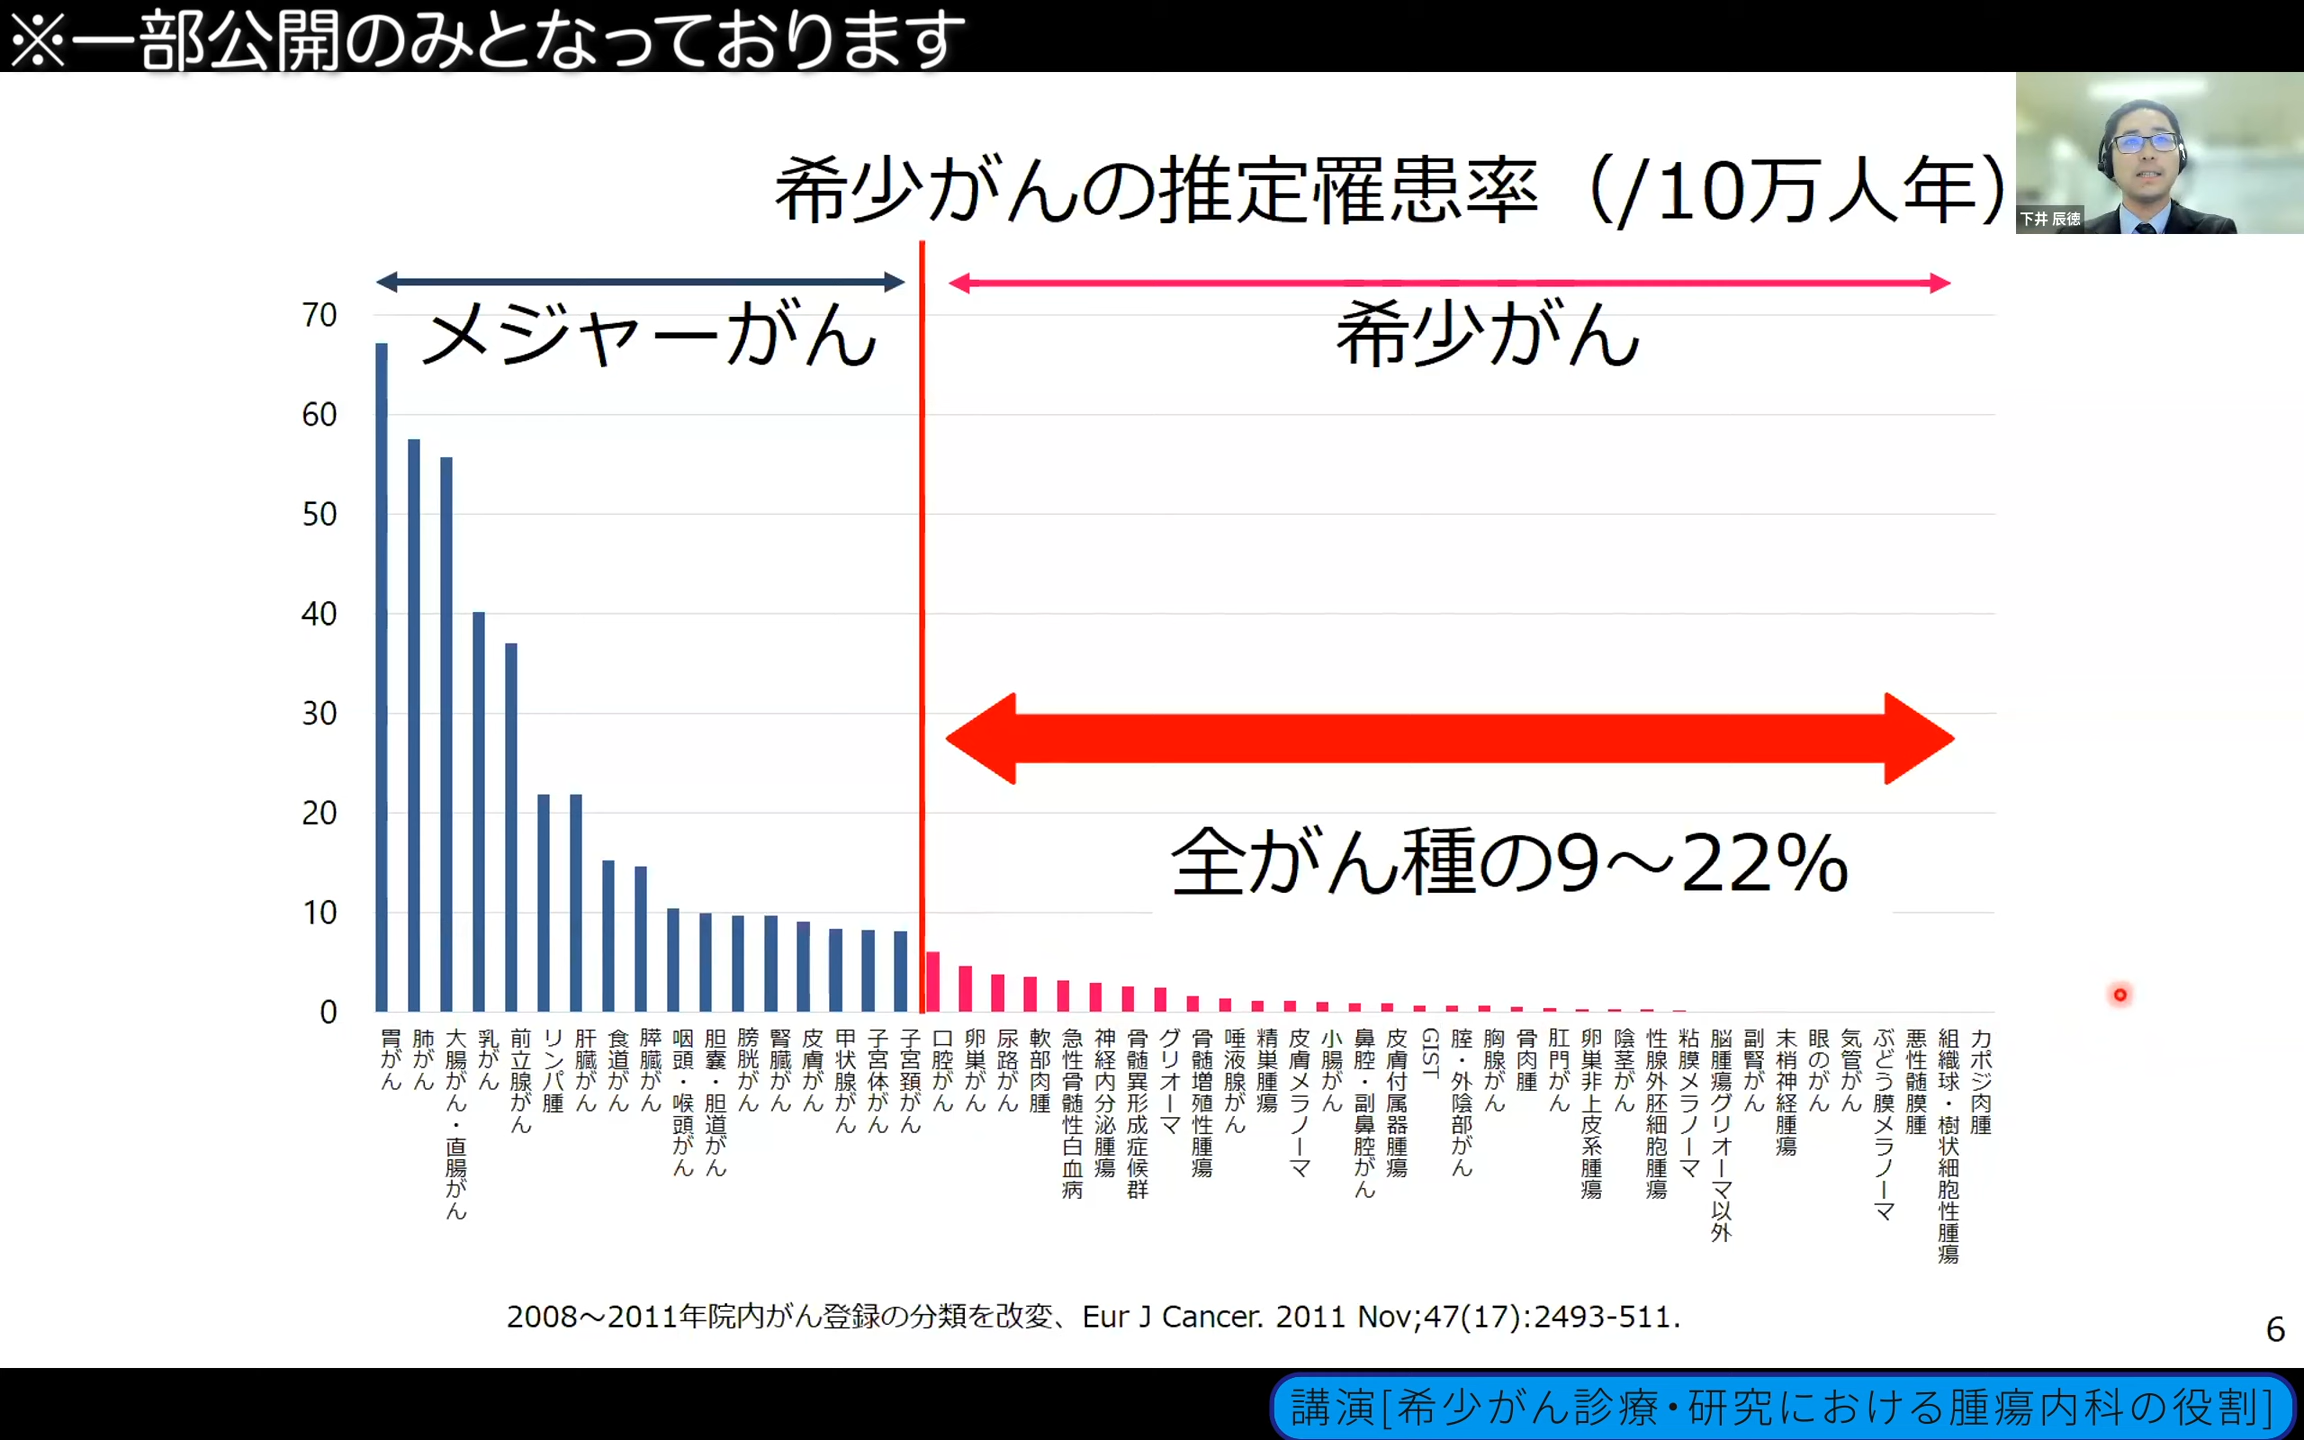 ※一部公開のみとなっております
希少がんの推定罹患率（/10万人年）
下井 辰徳
メジャーがん
希少がん
70
60
50
40
30
20
10
0
全がん種の9～22%
胃がん
肺がん
大腸がん・直腸がん
乳がん
前立腺がん
リンパ腫
肝臓がん
食道がん
膵臓がん
咽頭・喉頭がん
胆嚢・胆道がん
膀胱がん
腎臓がん
皮膚がん
甲状腺がん
子宮体がん
子宮頚がん
口腔がん
卵巣がん
尿路がん
軟部肉腫
急性骨髄性白血病
神経内分泌腫瘍
骨髄異形成症候群
グリオーマ
骨髄増殖性腫瘍
唾液腺がん
精巣腫瘍
皮膚メラノーマ
小腸がん
鼻腔・副鼻腔がん
皮膚付属器腫瘍
GIST
腟・外陰部がん
胸腺がん
骨肉腫
肛門がん
卵巣非上皮系腫瘍
陰茎がん
性腺外胚細胞腫瘍
粘膜メラノーマ
脳腫瘍グリオーマ以外
副腎がん
末梢神経腫瘍
眼のがん
気管がん
ぶどう膜メラノーマ
悪性髄膜腫
組織球・樹状細胞性腫瘍
カポジ肉腫
2008～2011年院内がん登録の分類を改変、Eur J Cancer. 2011 Nov;47(17):2493-511.
6
講演[希少がん診療・研究における腫瘍内科の役割]